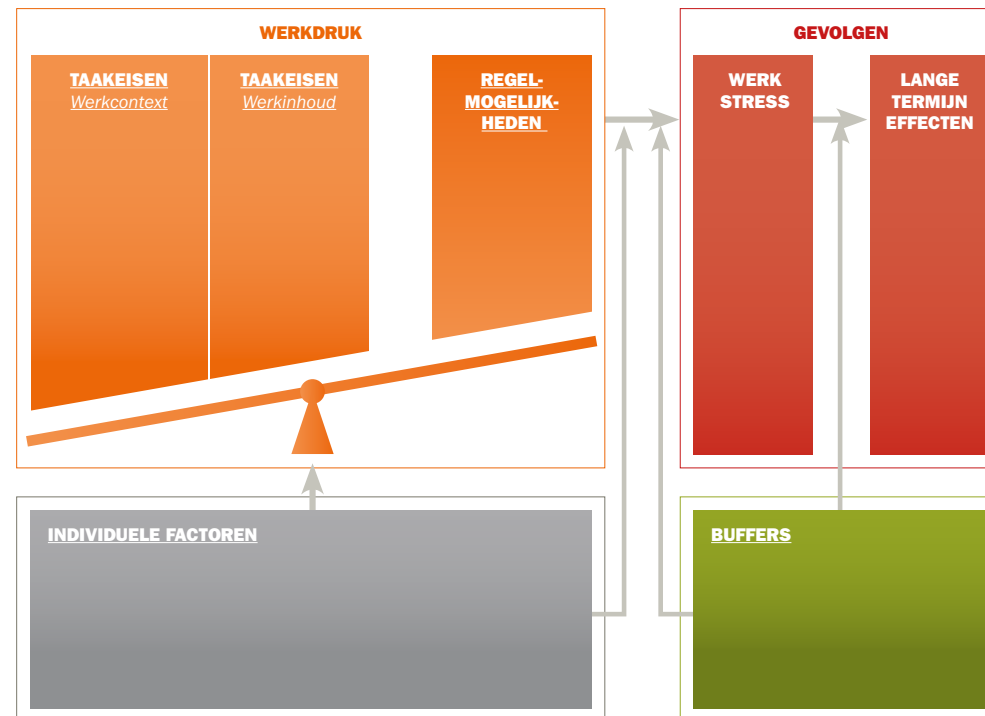 WERKDRUK
TAAKEISEN
Werkcontext
TAAKEISEN
Werkinhoud
REGEL-
MOGELIJK-
HEDEN
GEVOLGEN
WERK
STRESS
LANGE
TERMIJN
EFFECTEN
INDIVIDUELE FACTOREN
BUFFERS